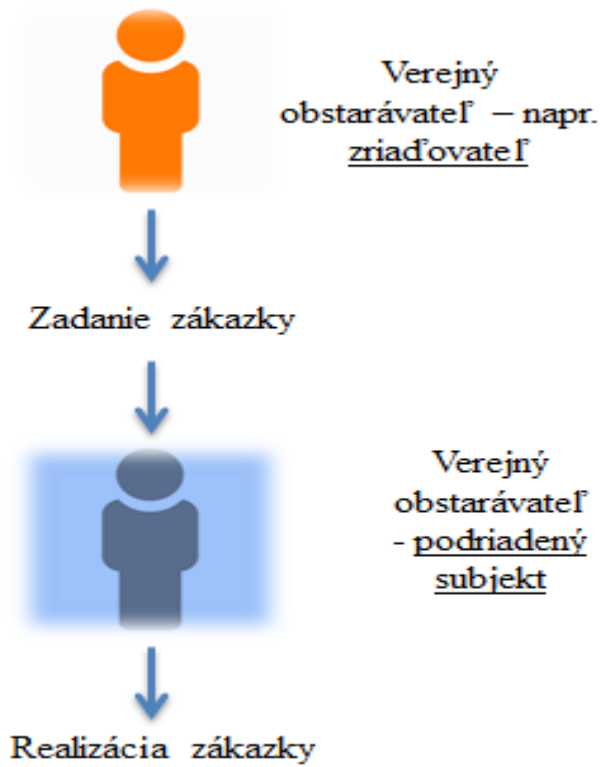 Verejný
obstarávateľ – napr.
zriaďovateľ
Zadanie zákazky
Verejný
obstarávateľ
- podriadený
subjekt
Realizácia zákazky